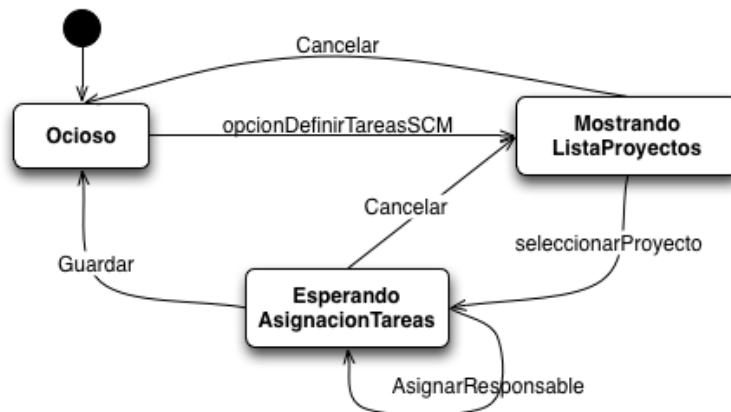 Cancelar
Ocioso
opcionDefinirTareasSCM
Mostrando
ListaProyectos
Cancelar
seleccionarProyecto
Guardar
Esperando
AsignacionTareas
AsignarResponsable